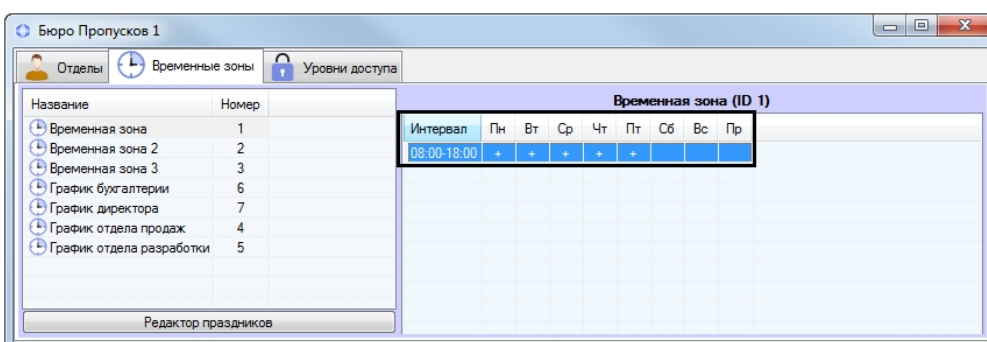 Бюро Пропусков 1
Отделы Временные зоны Уровни доступа
Название Номер
Временная зона 1
Временная зона 2 2
Временная зона 3 3
График бухгалтерии 6
График директора 7
График отдела продаж 4
График отдела разработки 5
Редактор праздников
Временная зона (ID 1)
Интервал Пн Вт Ср Чт Пт Сб Вс Пр
08:00-18:00 + + + + +